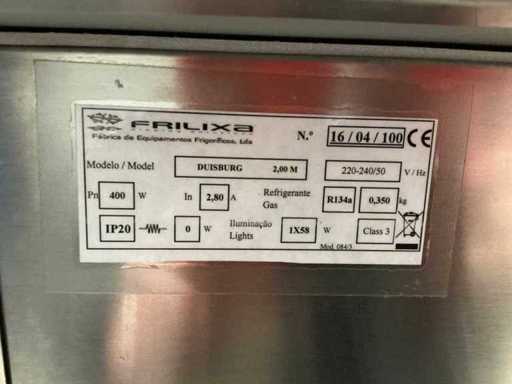 FRILIXA
Fábrica de Equipamentos Frigoríficos, Lda
N.º 16 / 04 / 100 CE
Modelo / Model DUISBURG 2,00 M 220-240/50 V / Hz
Pn 400 W In 2,80 A Refrigerante Gas R134a 0,350 kg
IP20 0 W Iluminação Lights 1X58 W Class 3
Mod. 084/3